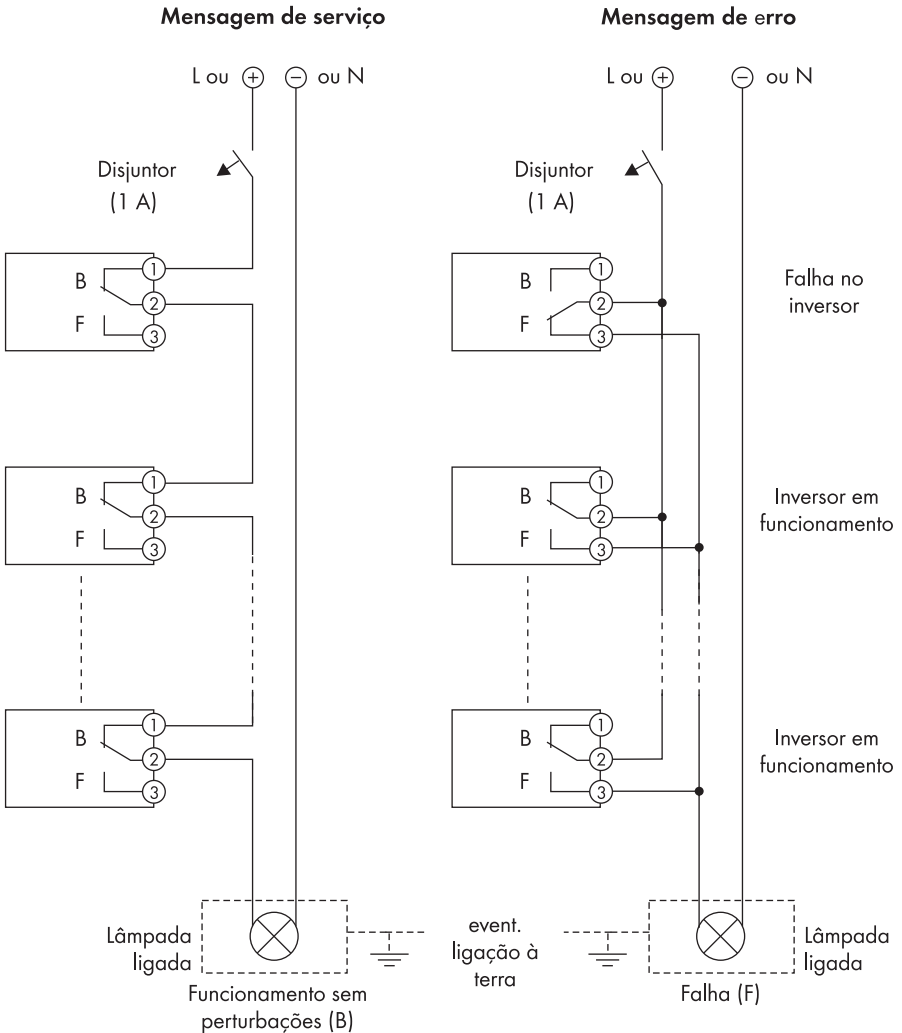 Mensagem de serviço
Mensagem de erro
L ou + − ou N
L ou + − ou N
Disjuntor
(1 A)
Disjuntor
(1 A)
B
F
1
2
3
B
F
1
2
3
Falha no
inversor
B
F
1
2
3
B
F
1
2
3
Inversor em
funcionamento
B
F
1
2
3
B
F
1
2
3
Inversor em
funcionamento
Lâmpada
ligada
event.
ligação à
terra
Lâmpada
ligada
Funcionamento sem
perturbações (B)
Falha (F)